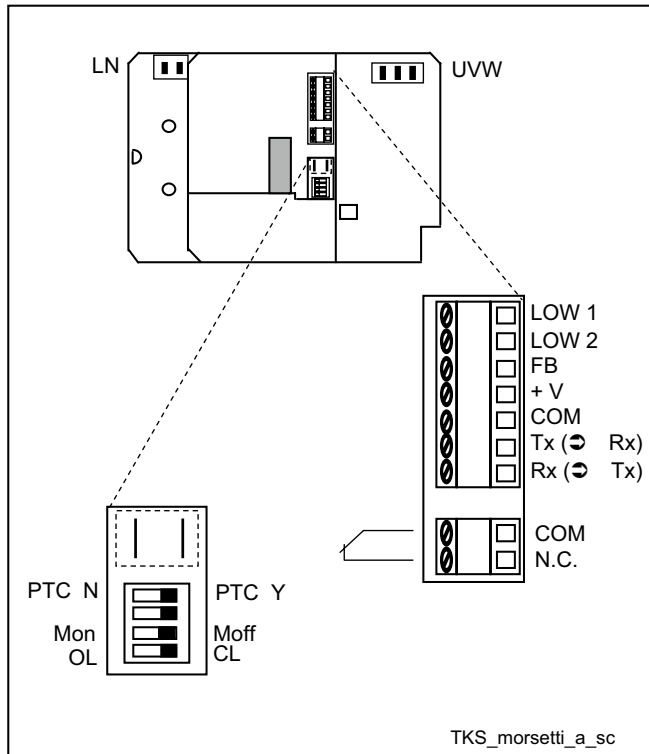 LN
UVW
LOW 1
LOW 2
FB
+ V
COM
Tx (➲ Rx)
Rx (➲ Tx)
COM
N.C.
PTC N
PTC Y
Mon
Moff
OL
CL
TKS_morsetti_a_sc